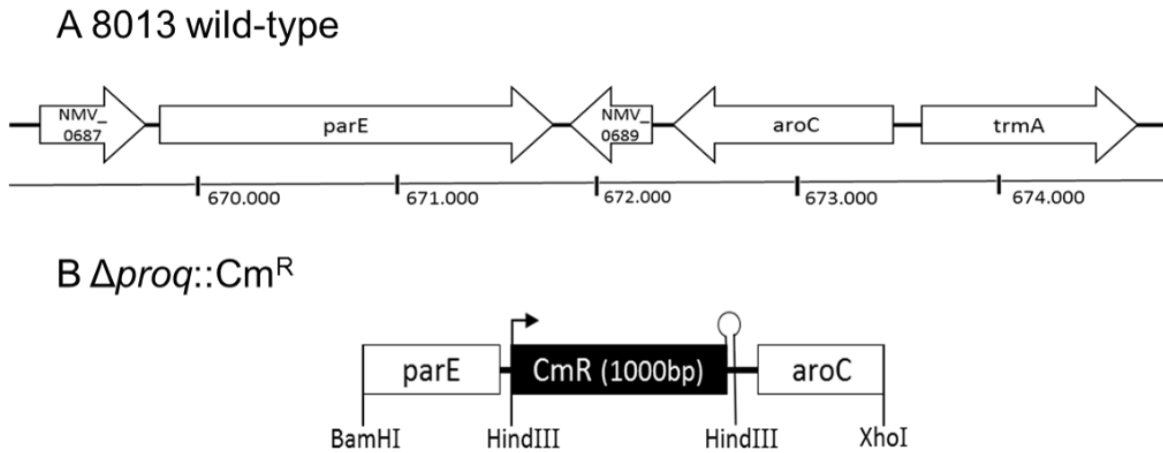 A 8013 wild-type
NMV_
0687
parE
NMV_
0689
aroC
trmA
670.000
671.000
672.000
673.000
674.000
B Δproq::Cmᴿ
parE
CmR (1000bp)
aroC
BamHI
HindIII
HindIII
XhoI